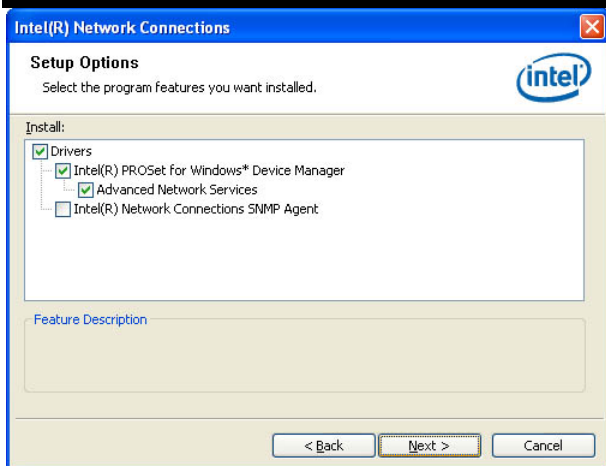 Intel(R) Network Connections
Setup Options
Select the program features you want installed.
intel
Install:
Drivers
Intel(R) PROSet for Windows* Device Manager
Advanced Network Services
Intel(R) Network Connections SNMP Agent
Feature Description
< Back
Next >
Cancel